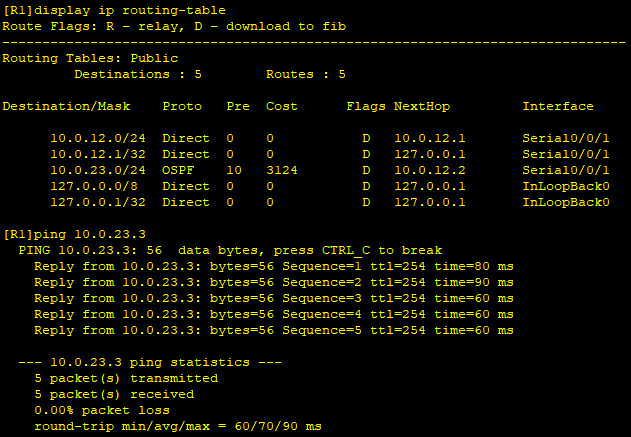 [R1]display ip routing-table
Route Flags: R - relay, D - download to fib
------------------------------------------------------------------------------
Routing Tables: Public
         Destinations : 5        Routes : 5

Destination/Mask    Proto   Pre  Cost      Flags NextHop         Interface

      10.0.12.0/24  Direct  0    0           D   10.0.12.1       Serial0/0/1
      10.0.12.1/32  Direct  0    0           D   127.0.0.1       Serial0/0/1
      10.0.23.0/24  OSPF    10   3124        D   10.0.12.2       Serial0/0/1
      127.0.0.0/8   Direct  0    0           D   127.0.0.1       InLoopBack0
      127.0.0.1/32  Direct  0    0           D   127.0.0.1       InLoopBack0

[R1]ping 10.0.23.3
  PING 10.0.23.3: 56  data bytes, press CTRL_C to break
    Reply from 10.0.23.3: bytes=56 Sequence=1 ttl=254 time=80 ms
    Reply from 10.0.23.3: bytes=56 Sequence=2 ttl=254 time=90 ms
    Reply from 10.0.23.3: bytes=56 Sequence=3 ttl=254 time=60 ms
    Reply from 10.0.23.3: bytes=56 Sequence=4 ttl=254 time=60 ms
    Reply from 10.0.23.3: bytes=56 Sequence=5 ttl=254 time=60 ms

  --- 10.0.23.3 ping statistics ---
    5 packet(s) transmitted
    5 packet(s) received
    0.00% packet loss
    round-trip min/avg/max = 60/70/90 ms